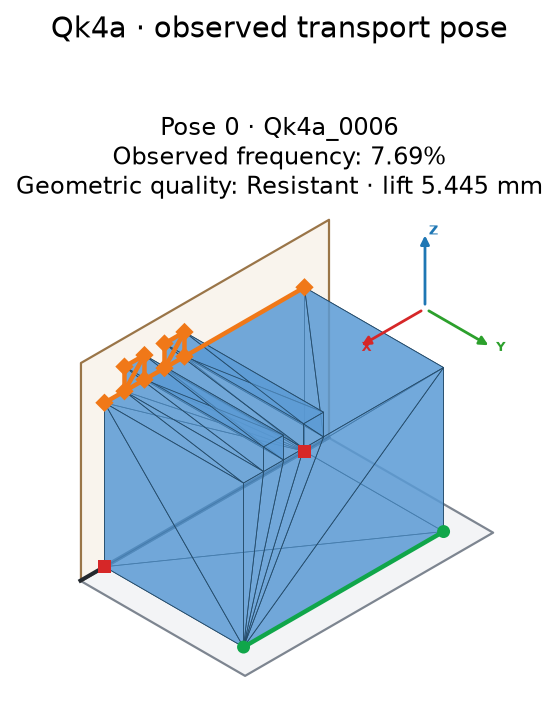 Qk4a · observed transport pose
Pose 0 · Qk4a_0006
Observed frequency: 7.69%
Geometric quality: Resistant · lift 5.445 mm
Z
X
Y